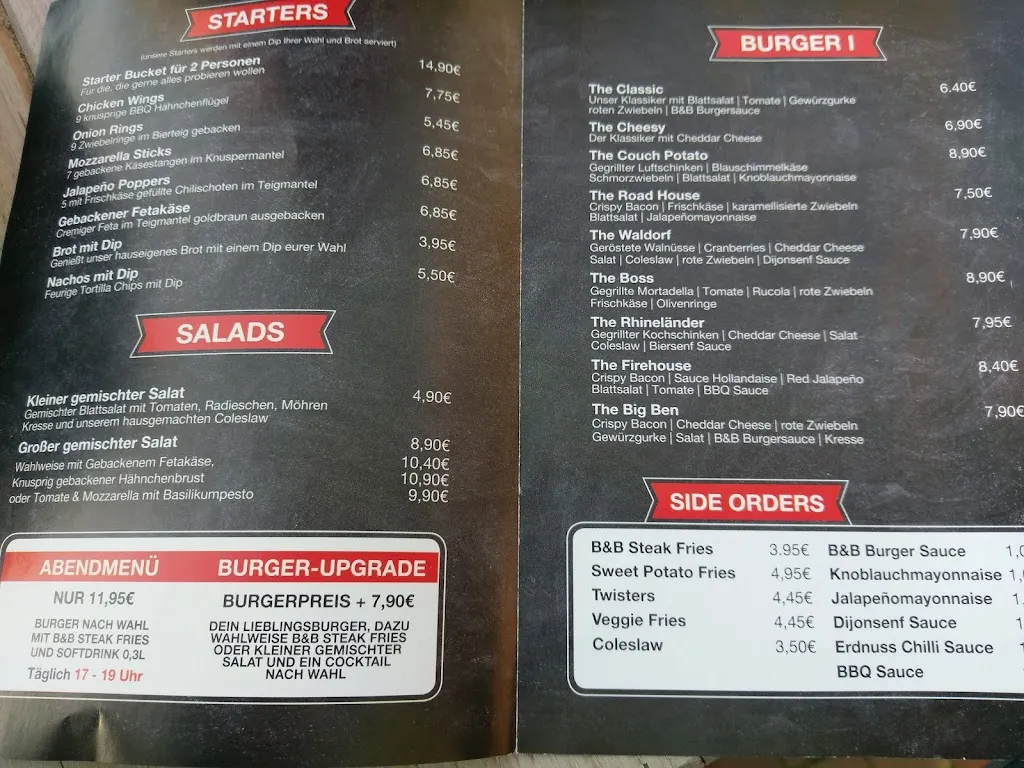 STARTERS
(unsere Starters werden mit einem Dip Ihrer Wahl und Brot serviert)
Starter Bucket für 2 Personen 14,90€
Für die, die gerne alles probieren wollen
Chicken Wings 7,75€
9 knusprige BBQ Hähnchenflügel
Onion Rings 5,45€
9 Zwiebelringe im Bierteig gebacken
Mozzarella Sticks 6,85€
7 gebackene Käsestangen im Knuspermantel
Jalapeño Poppers 6,85€
5 mit Frischkäse gefüllte Chilischoten im Teigmantel
Gebackener Fetakäse 6,85€
Cremiger Feta im Teigmantel goldbraun ausgebacken
Brot mit Dip 3,95€
Genießt unser hauseigenes Brot mit einem Dip eurer Wahl
Nachos mit Dip 5,50€
Feurige Tortilla Chips mit Dip
SALADS
Kleiner gemischter Salat 4,90€
Gemischter Blattsalat mit Tomaten, Radieschen, Möhren
Kresse und unserem hausgemachten Coleslaw
Großer gemischter Salat 8,90€
Wahlweise mit Gebackenem Fetakäse, 10,40€
Knusprig gebackener Hähnchenbrust 10,90€
oder Tomate & Mozzarella mit Basilikumpesto 9,90€
ABENDMENÜ
NUR 11,95€
BURGER NACH WAHL
MIT B&B STEAK FRIES
UND SOFTDRINK 0,3L
Täglich 17 - 19 Uhr
BURGER-UPGRADE
BURGERPREIS + 7,90€
DEIN LIEBLINGSBURGER, DAZU
WAHLWEISE B&B STEAK FRIES
ODER KLEINER GEMISCHTER
SALAT UND EIN COCKTAIL
NACH WAHL
BURGER I
The Classic 6.40€
Unser Klassiker mit Blattsalat | Tomate | Gewürzgurke
roten Zwiebeln | B&B Burgersauce
The Cheesy 6,90€
Der Klassiker mit Cheddar Cheese
The Couch Potato 8,90€
Gegrillter Luftschinken | Blauschimmelkäse
Schmorzwiebeln | Blattsalat | Knoblauchmayonnaise
The Road House 7,50€
Crispy Bacon | Frischkäse | karamellisierte Zwiebeln
Blattsalat | Jalapeñomayonnaise
The Waldorf 7,90€
Geröstete Walnüsse | Cranberries | Cheddar Cheese
Salat | Coleslaw | rote Zwiebeln | Dijonsenf Sauce
The Boss 8,90€
Gegrillte Mortadella | Tomate | Rucola | rote Zwiebeln
Frischkäse | Olivenringe
The Rhineländer 7,95€
Gegrillter Kochschinken | Cheddar Cheese | Salat
Coleslaw | Biersenf Sauce
The Firehouse 8,40€
Crispy Bacon | Sauce Hollandaise | Red Jalapeño
Blattsalat | Tomate | BBQ Sauce
The Big Ben 7,90€
Crispy Bacon | Cheddar Cheese | rote Zwiebeln
Gewürzgurke | Salat | B&B Burgersauce | Kresse
SIDE ORDERS
B&B Steak Fries 3.95€
Sweet Potato Fries 4,95€
Twisters 4,45€
Veggie Fries 4,45€
Coleslaw 3,50€
B&B Burger Sauce
Knoblauchmayonnaise
Jalapeñomayonnaise
Dijonsenf Sauce
Erdnuss Chilli Sauce
BBQ Sauce